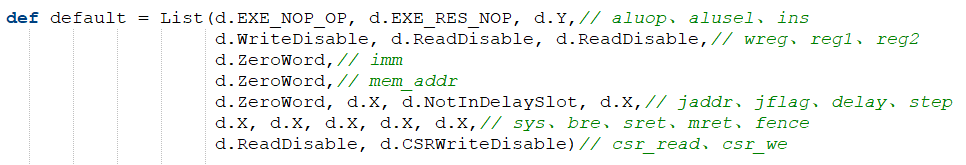 def default = List(d.EXE_NOP_OP, d.EXE_RES_NOP, d.Y,// aluop、alusel、ins
d.WriteDisable, d.ReadDisable, d.ReadDisable,// wreg、reg1、reg2
d.ZeroWord,// imm
d.ZeroWord,// mem_addr
d.ZeroWord, d.X, d.NotInDelaySlot, d.X,// jaddr、jflag、delay、step
d.X, d.X, d.X, d.X, d.X,// sys、bre、sret、mret、fence
d.ReadDisable, d.CSRWriteDisable)// csr_read、csr_we